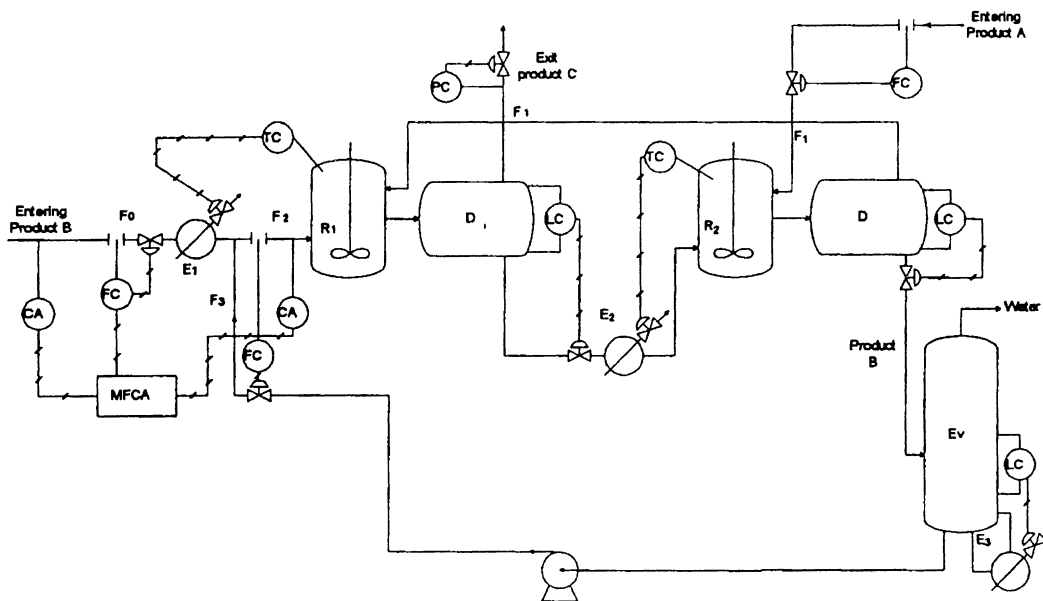 Entering
Product A
FC
Exit
product C
PC
F1
F1
TC
TC
Entering
Product B
F0
F2
R1
D1
LC
R2
D
LC
E1
FC
CA
F3
CA
E2
FC
MFCA
Product
B
Water
Ev
LC
E3